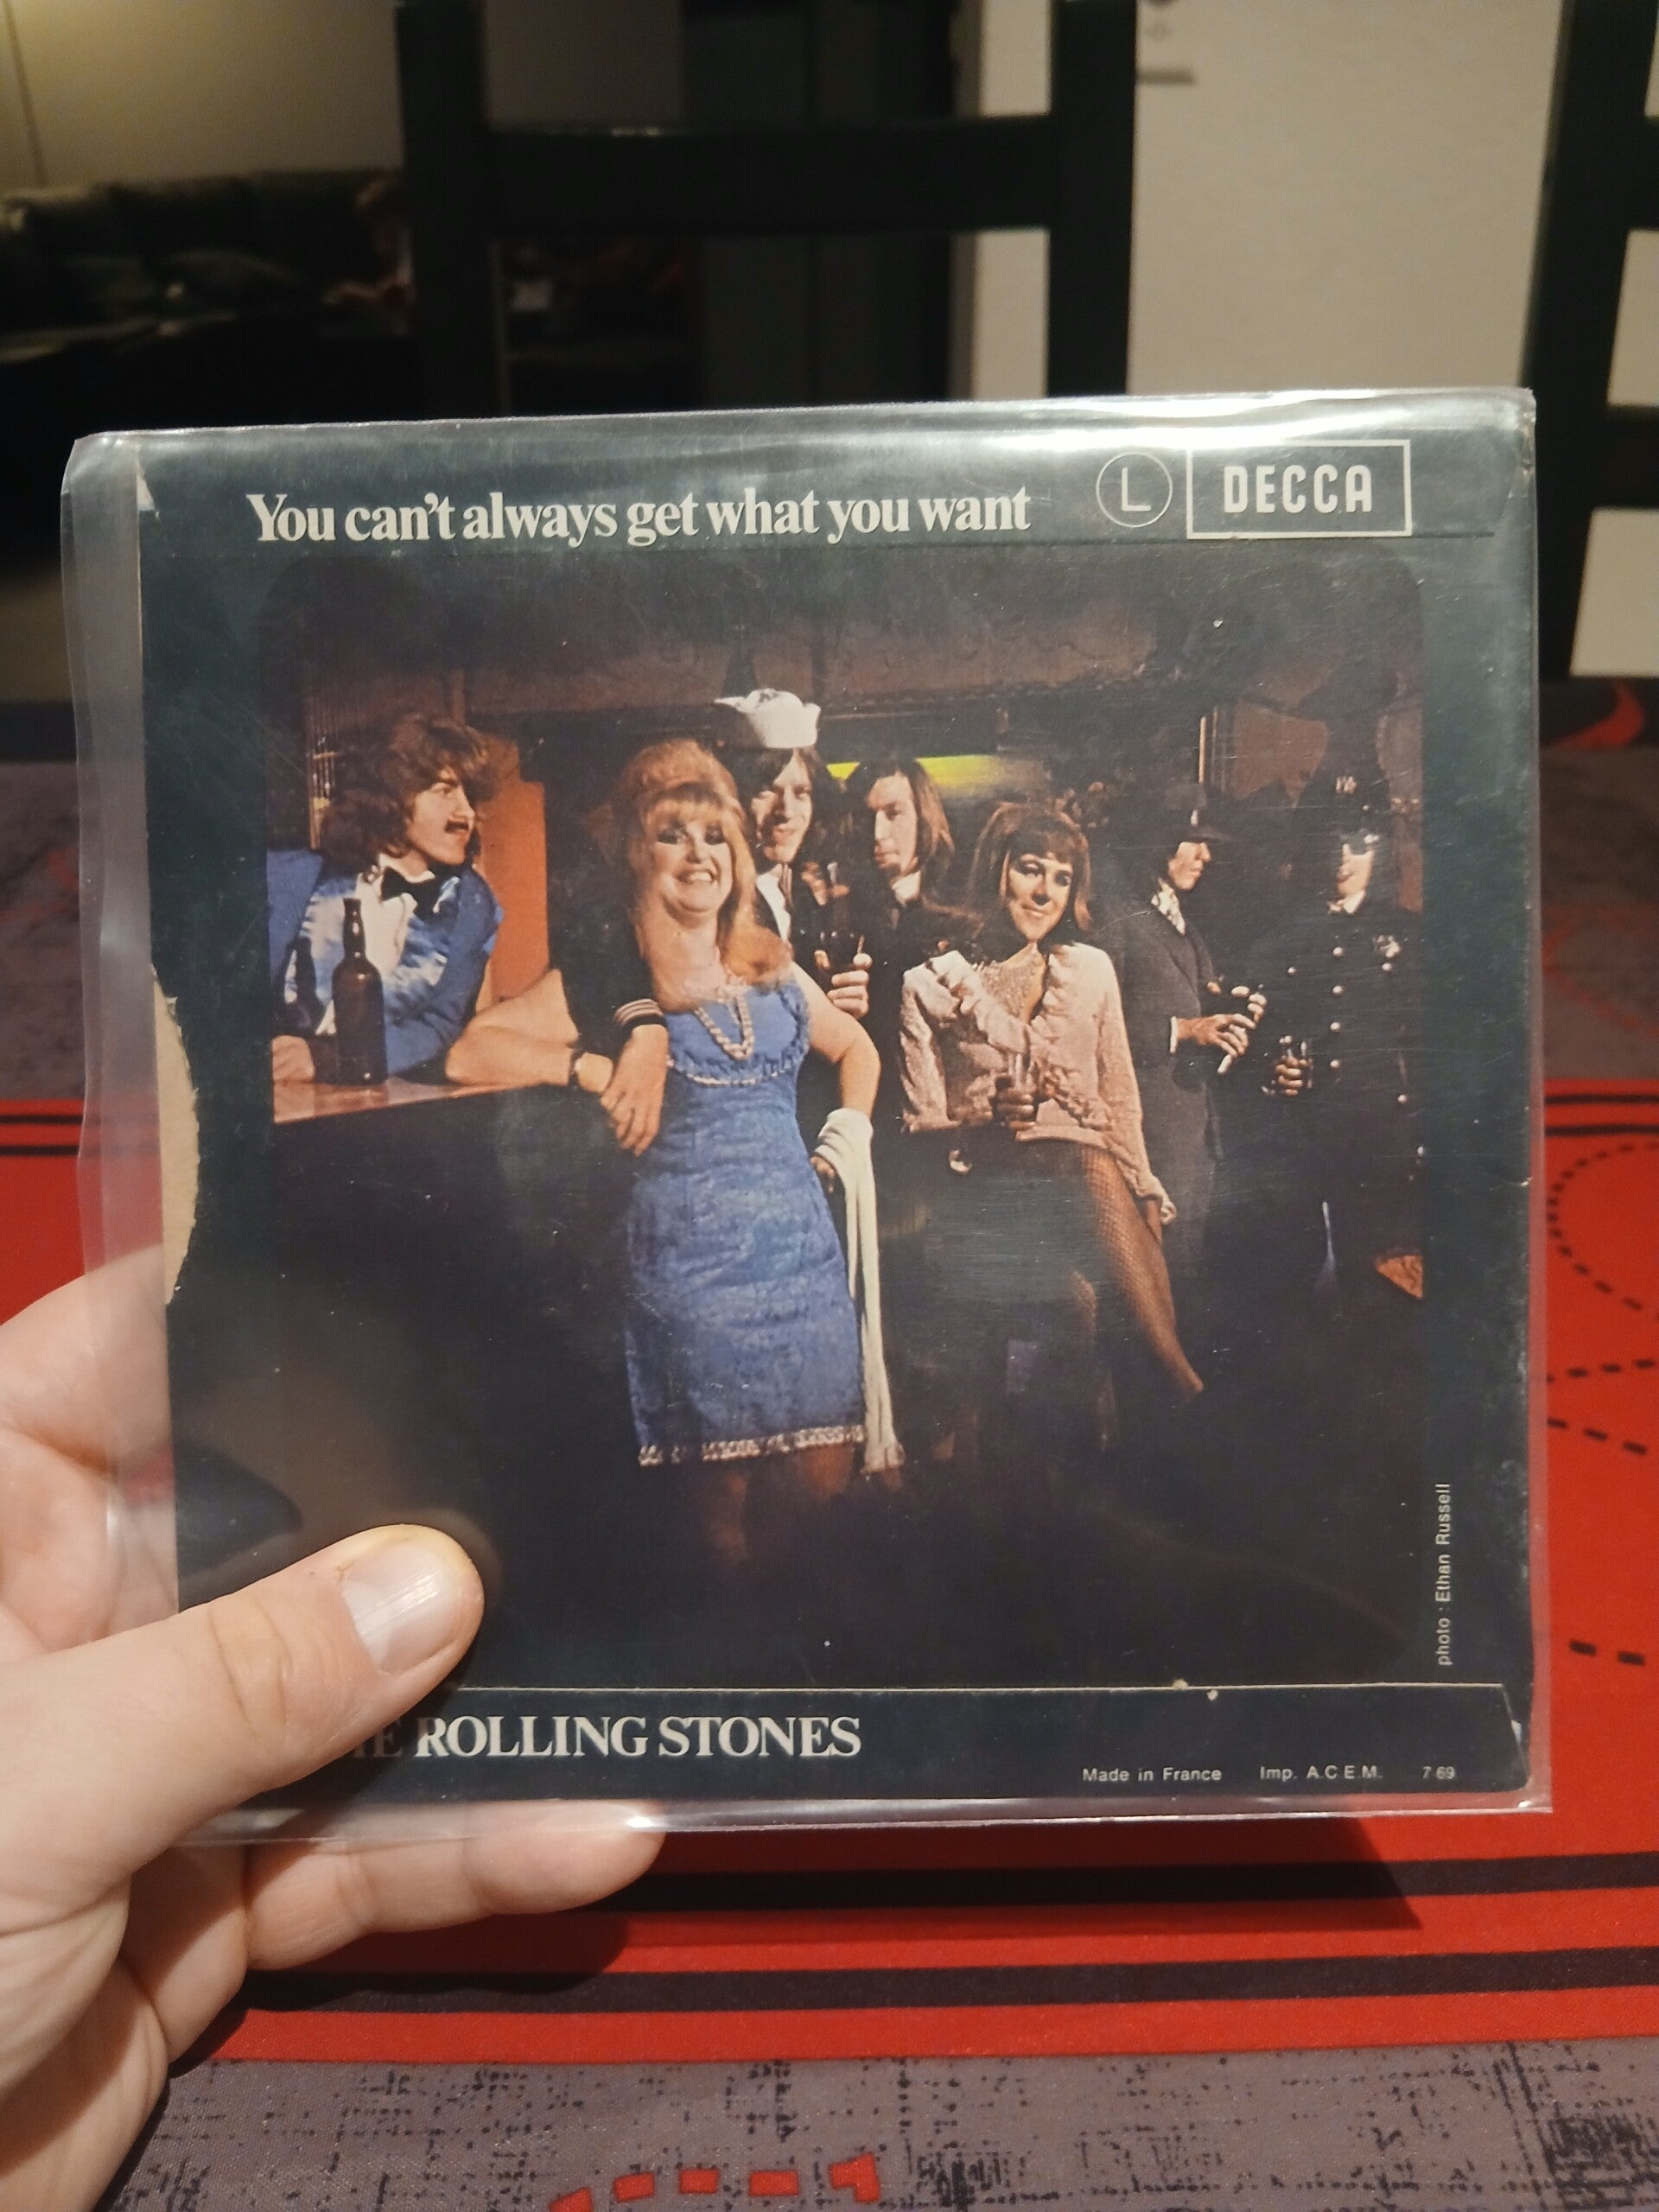 You can't always get what you want
L DECCA
photo : Ethan Russell
ROLLING STONES
Made in France Imp. A.C.E.M. 7 69